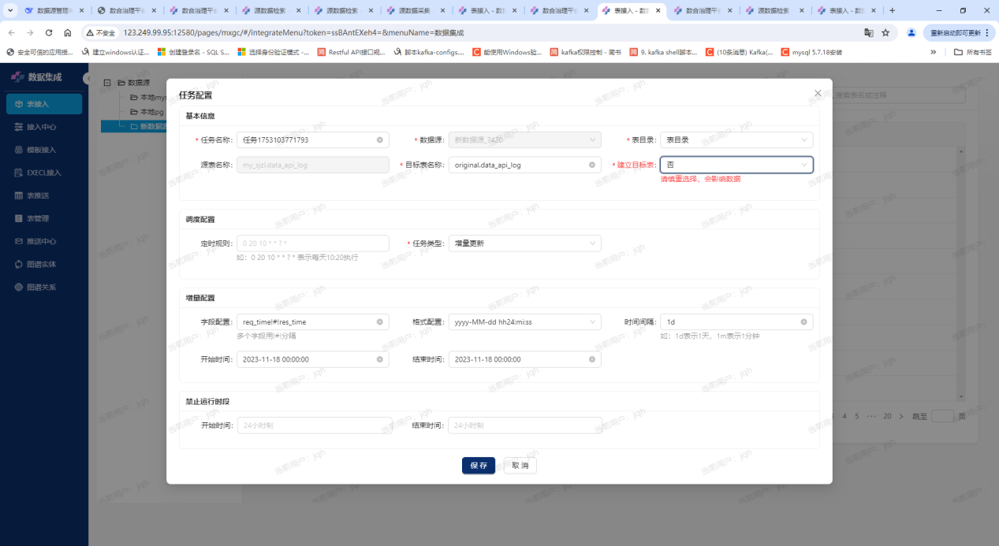 数据源管理
数合治理平台
数合治理平台
源数据检索
源数据检索
源数据采集
表接入 - 数据
数合治理平台
表接入 - 数据
数合治理平台
源数据检索
表接入 - 数据
不安全 123.249.99.95:12580/pages/mxgc/#/integrateMenu?token=ssBAntEXeh4=&menuName=数据集成
重新启动即可更新
安全可信的应用授...
建立windows认证...
创建登录名 - SQL S...
选择身份验证模式 -...
Restful API接口规...
脚本kafka-configs....
能使用Windows验...
kafka权限控制 - 简书
9. kafka shell脚本...
(10条消息) Kafka(...
mysql 5.7.18安装
»
所有书签
数据集成
表接入
接入中心
模板接入
EXECL接入
表推送
表管理
推送中心
图谱实体
图谱关系
数据源
本地mys
本地pg
新数据源
搜索表名或注释
任务配置
基本信息
* 任务名称: 任务1753103771793
* 数据源: 新数据源_7420
* 表目录: 表目录
源表名称: my_sjzl.data_api_log
* 目标表名称: original.data_api_log
* 建立目标表: 否
请慎重选择，会影响数据
调度配置
定时规则: 0 20 10 * * ? *
* 任务类型: 增量更新
如：0 20 10 * * ? * 表示每天10:20执行
增量配置
字段配置: req_time!#!res_time
格式配置: yyyy-MM-dd hh24:mi:ss
时间间隔: 1d
多个字段用!#!分隔
如：1d表示1天，1m表示1分钟
开始时间: 2023-11-18 00:00:00
结束时间: 2023-11-18 00:00:00
禁止运行时段
开始时间: 24小时制
结束时间: 24小时制
4 5 ••• 20 > 跳至 页
保 存
取 消
当前用户：jqh